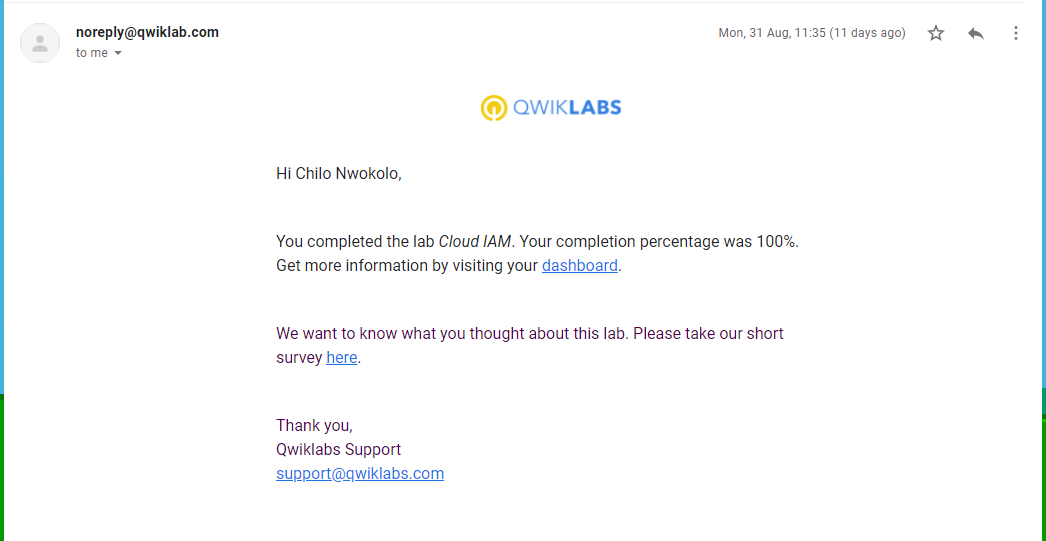 noreply@qwiklab.com
Mon, 31 Aug, 11:35 (11 days ago)
to me
QWIKLABS
Hi Chilo Nwokolo,
You completed the lab Cloud IAM. Your completion percentage was 100%.
Get more information by visiting your dashboard.
We want to know what you thought about this lab. Please take our short
survey here.
Thank you,
Qwiklabs Support
support@qwiklabs.com